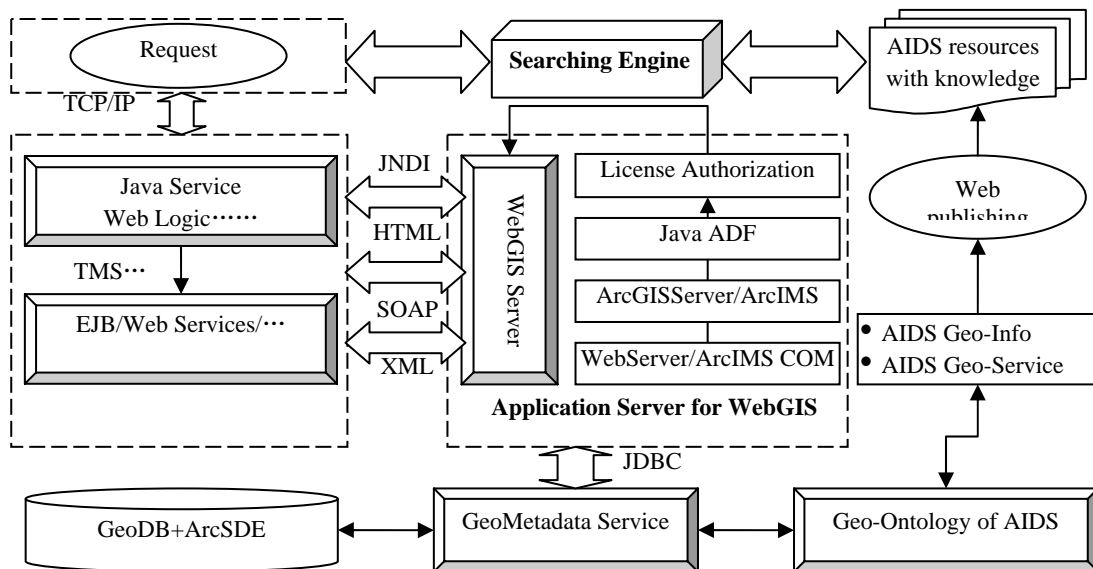 Request
Searching Engine
AIDS resources
with knowledge
TCP/IP
Java Service
Web Logic……
TMS…
EJB/Web Services/…
JNDI
HTML
SOAP
XML
WebGIS Server
License Authorization
Java ADF
ArcGISServer/ArcIMS
WebServer/ArcIMS COM
Application Server for WebGIS
Web
publishing
• AIDS Geo-Info
• AIDS Geo-Service
JDBC
GeoDB+ArcSDE
GeoMetadata Service
Geo-Ontology of AIDS